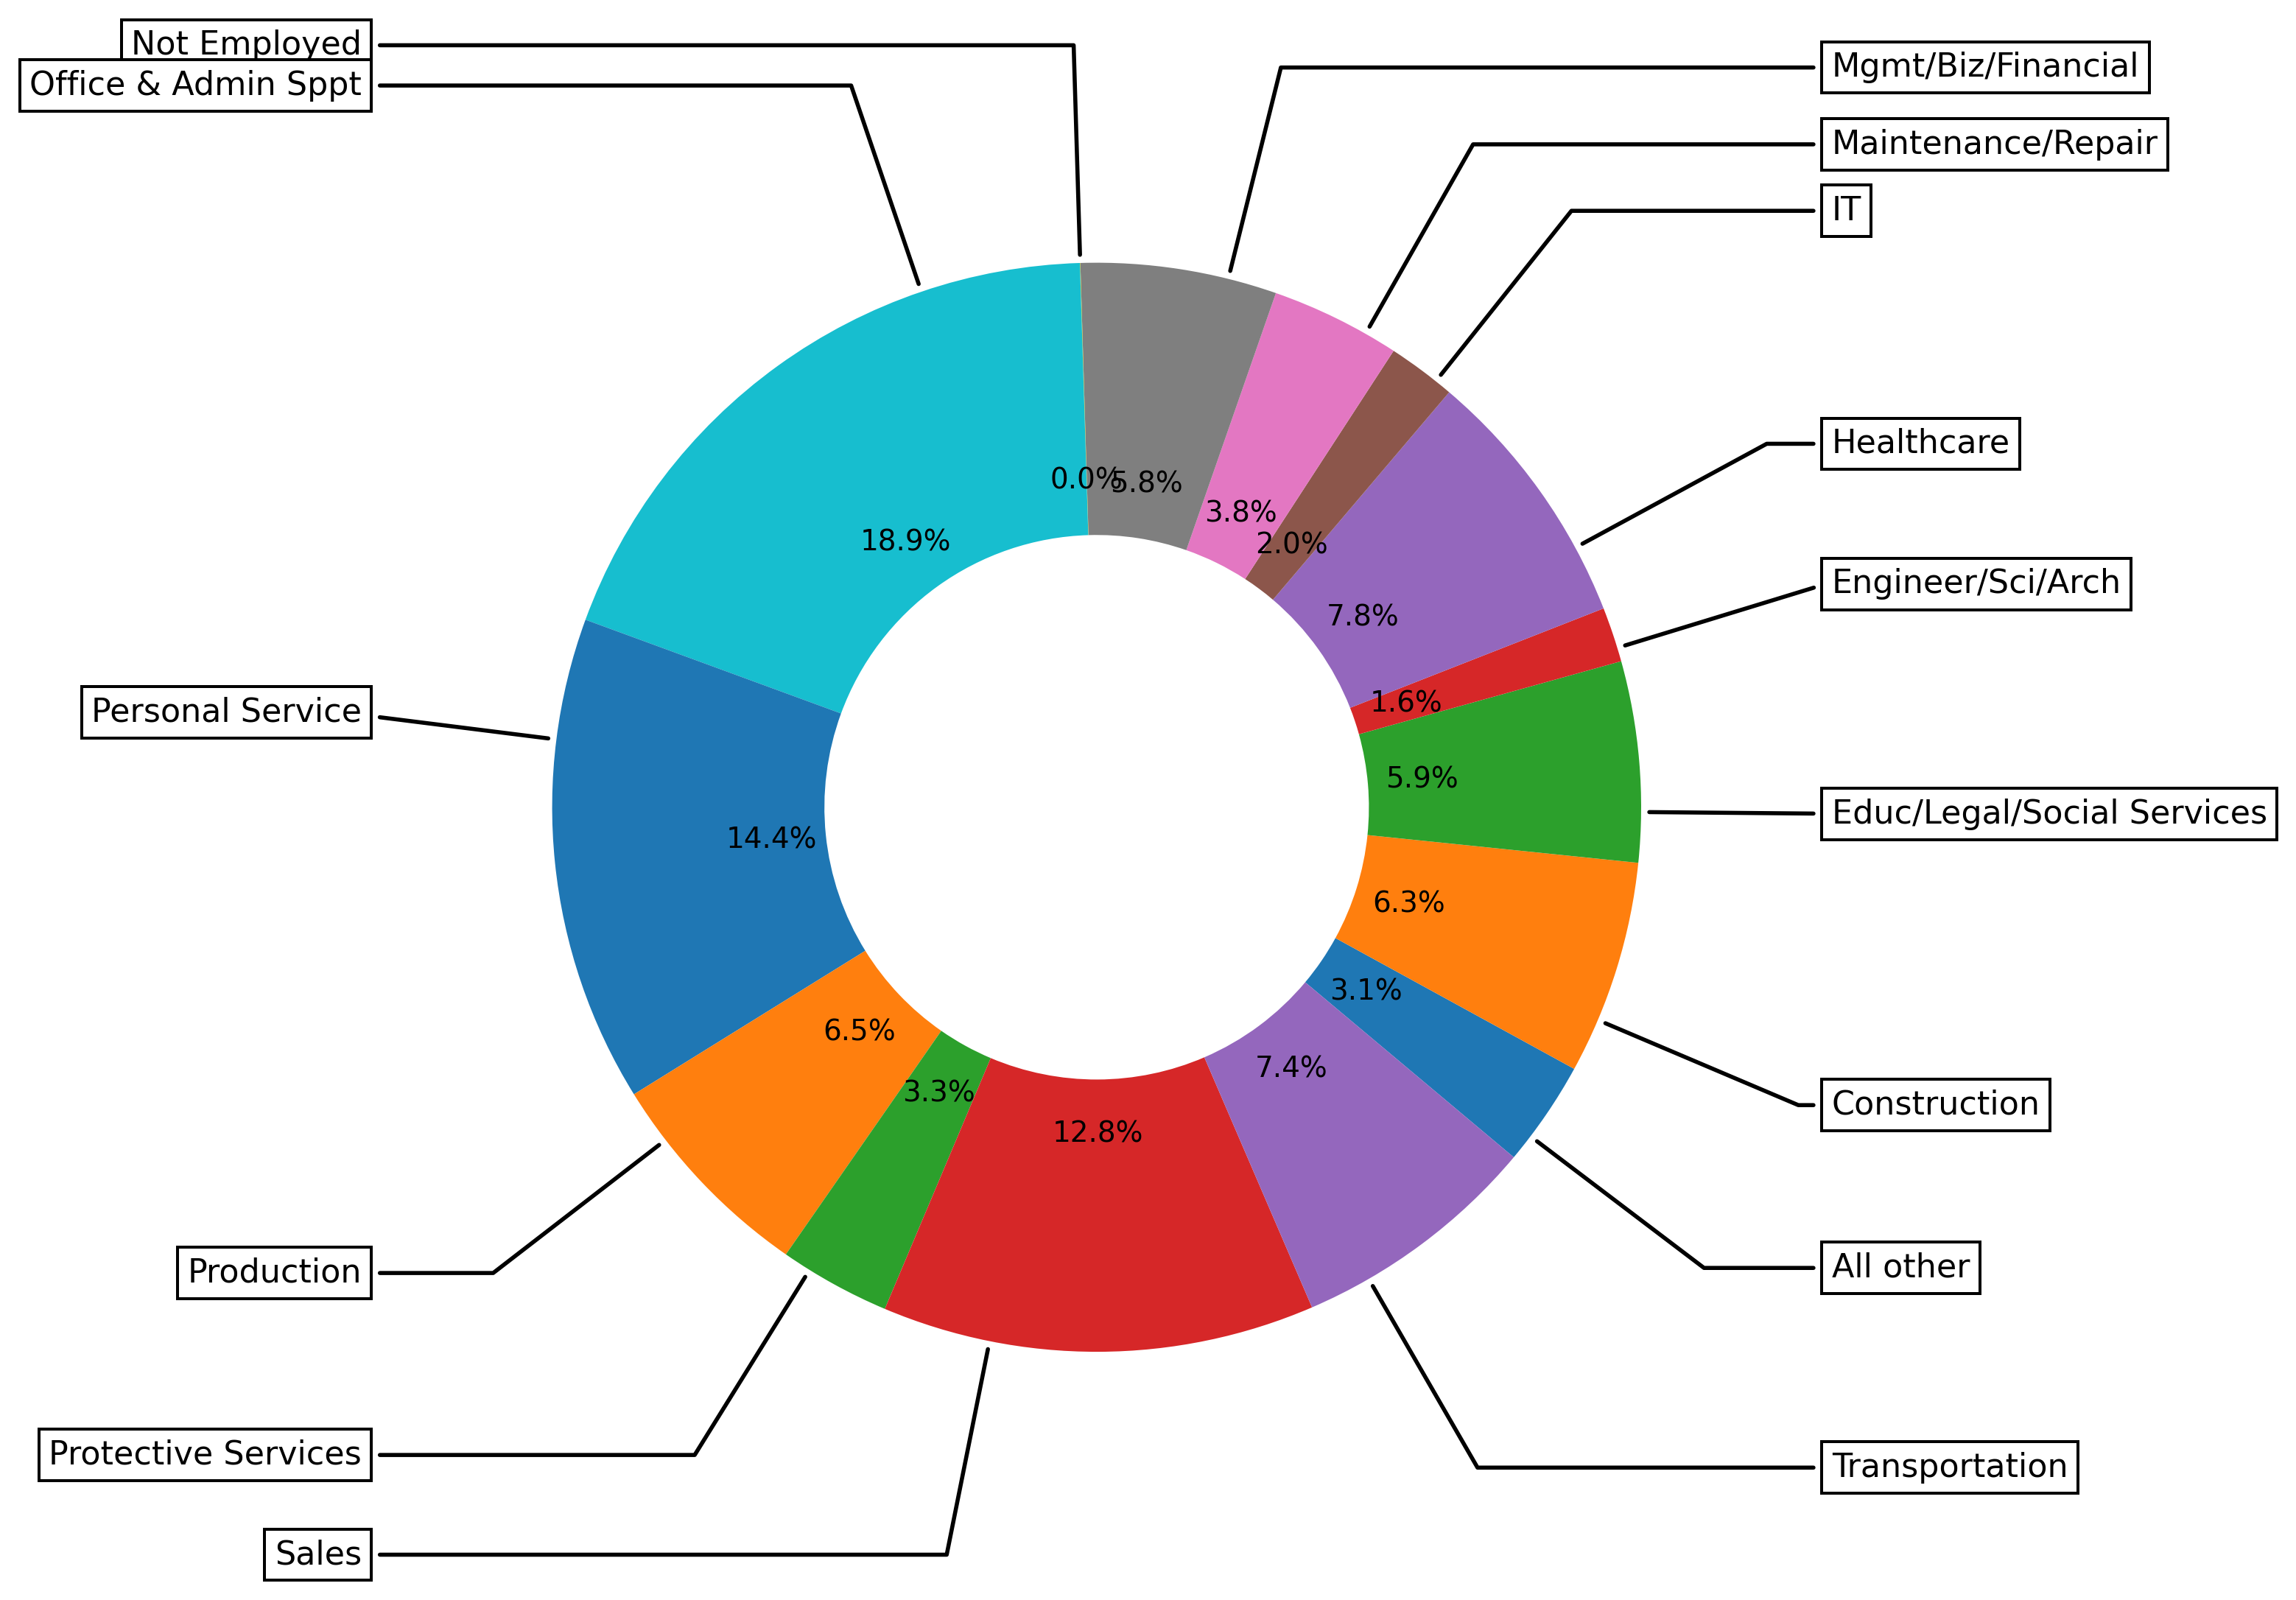 Not Employed
Office & Admin Sppt
Mgmt/Biz/Financial
Maintenance/Repair
IT
Healthcare
Engineer/Sci/Arch
Educ/Legal/Social Services
Construction
All other
Transportation
Personal Service
Production
Protective Services
Sales
0.0%
5.8%
3.8%
2.0%
18.9%
7.8%
1.6%
5.9%
14.4%
6.3%
3.1%
6.5%
7.4%
3.3%
12.8%